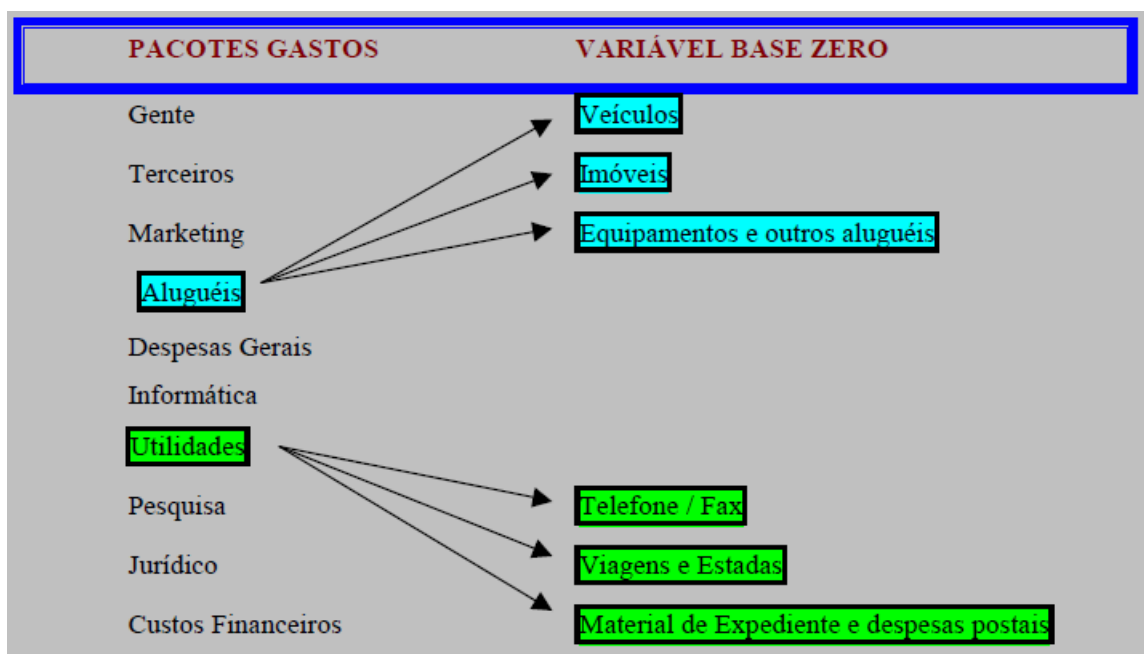 PACOTES GASTOS VARIÁVEL BASE ZERO
Gente Veículos
Terceiros Imóveis
Marketing Equipamentos e outros aluguéis
Aluguéis
Despesas Gerais
Informática
Utilidades
Pesquisa Telefone / Fax
Jurídico Viagens e Estadas
Custos Financeiros Material de Expediente e despesas postais